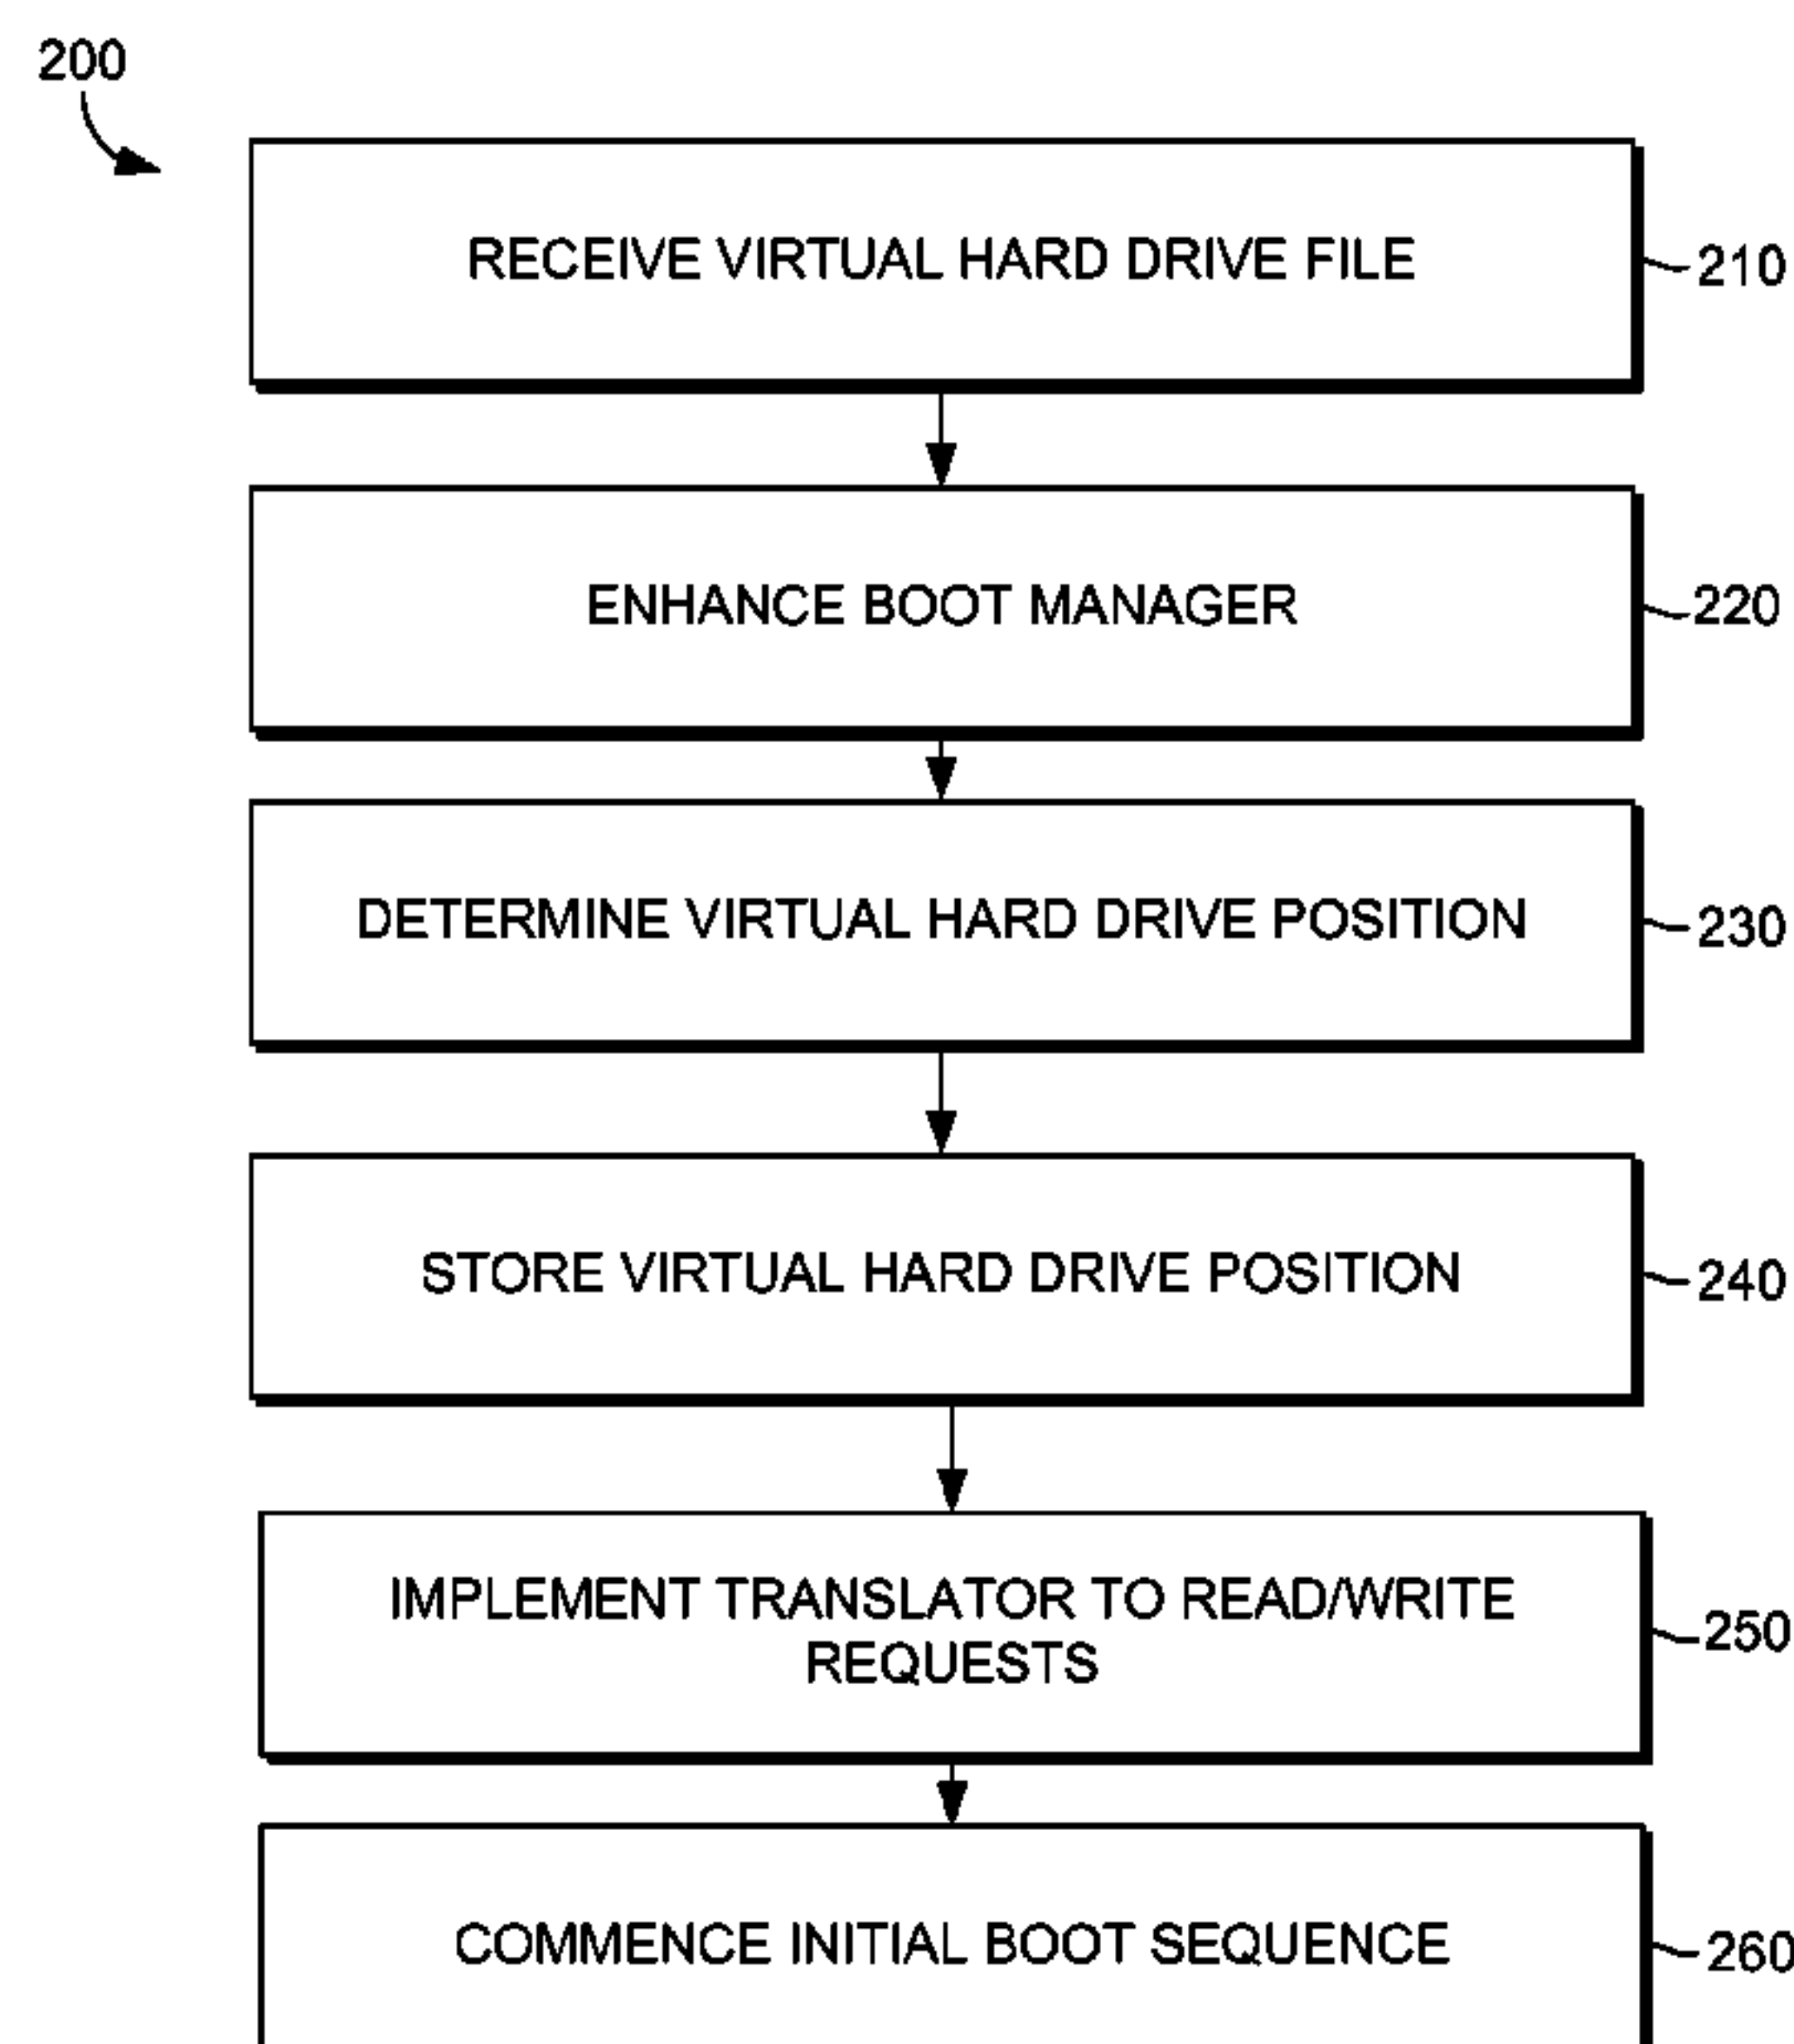 200
RECEIVE VIRTUAL HARD DRIVE FILE
210
ENHANCE BOOT MANAGER
220
DETERMINE VIRTUAL HARD DRIVE POSITION
230
STORE VIRTUAL HARD DRIVE POSITION
240
IMPLEMENT TRANSLATOR TO READ/WRITE
REQUESTS
250
COMMENCE INITIAL BOOT SEQUENCE
260